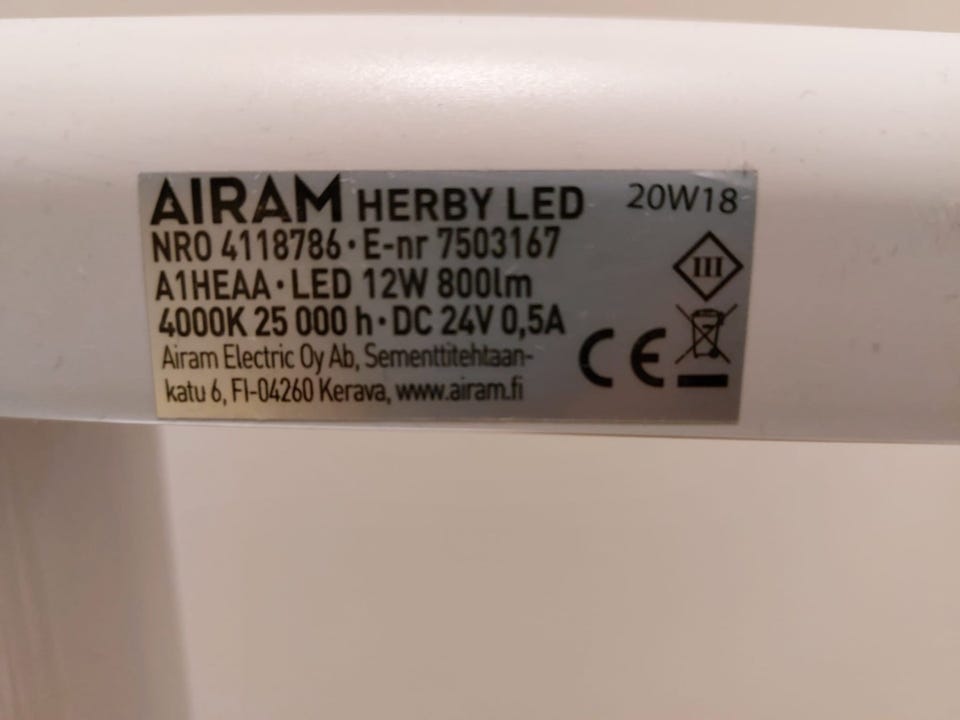 AIRAM HERBY LED 20W18
NRO 4118786 · E-nr 7503167
A1HEAA · LED 12W 800lm
4000K 25 000 h · DC 24V 0,5A
Airam Electric Oy Ab, Sementtitehtaan-
katu 6, FI-04260 Kerava, www.airam.fi
III
CE